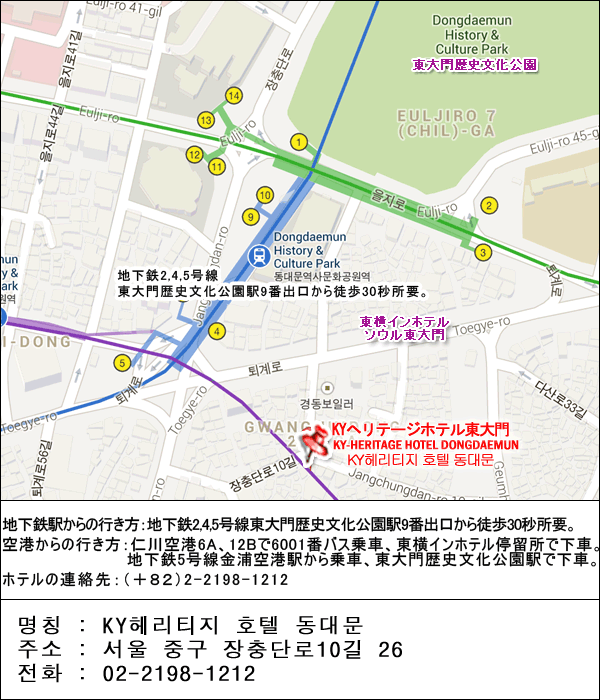 Eulji-ro 41-gil
을지로41길
장충단로
Dongdaemun
History &
Culture Park
東大門歴史文化公園
을지로44길
Eulji-ro
14
13
Eulji-ro
12
11
1
EULJIRO 7
(CHIL)-GA
Eulji-ro 45-g
10
9
을지로
Eulji-ro
2
3
Dongdaemun
History &
Culture Park
동대문역사문화공원역
emun
y &
e Park
화공원역
Jangchungdan-ro
퇴계로
地下鉄2,4,5号線
東大門歴史文化公園駅9番出口から徒歩30秒所要。
4
5
I-DONG
東横インホテル
ソウル東大門
Toegye-ro
퇴계로
퇴계로
Toegye-ro
다산로33길
경동보일러
GWANG
2
KYヘリテージホテル東大門
KY-HERITAGE HOTEL DONGDAEMUN
KY헤리티지 호텔 동대문
퇴계로56길
장충단로10길
Jangchungdan-ro 10-gil
地下鉄駅からの行き方：地下鉄2,4,5号線東大門歴史文化公園駅9番出口から徒歩30秒所要。
空港からの行き方：仁川空港6A、12Bで6001番バス乗車、東横インホテル停留所で下車。
地下鉄5号線金浦空港駅から乗車、東大門歴史文化公園駅で下車。
ホテルの連絡先：（＋８２）2-2198-1212
명칭 : KY헤리티지 호텔 동대문
주소 : 서울 중구 장충단로10길 26
전화 : 02-2198-1212